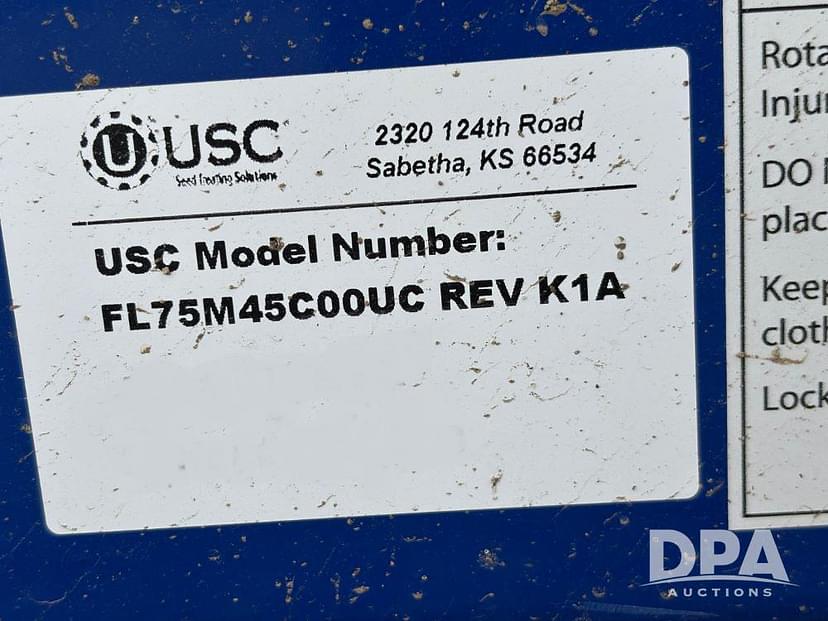 U USC
Seed Treating Solutions
2320 124th Road
Sabetha, KS 66534
USC Model Number:
FL75M45C00UC REV K1A
Rota
Injur
DO
plac
Keep
cloth
Lock
DPA
AUCTIONS